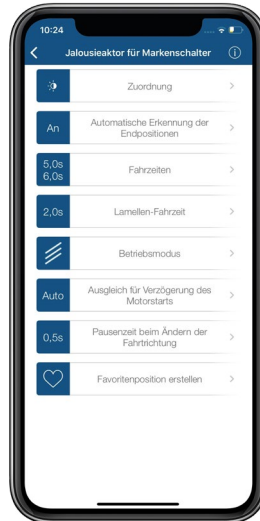 10:24
Jalousieaktor für Markenschalter
Zuordnung
An
Automatische Erkennung der
Endpositionen
5,0s
6,0s
Fahrzeiten
2,0s
Lamellen-Fahrzeit
Betriebsmodus
Auto
Ausgleich für Verzögerung des
Motorstarts
0,5s
Pausenzeit beim Ändern der
Fahrtrichtung
Favoritenposition erstellen